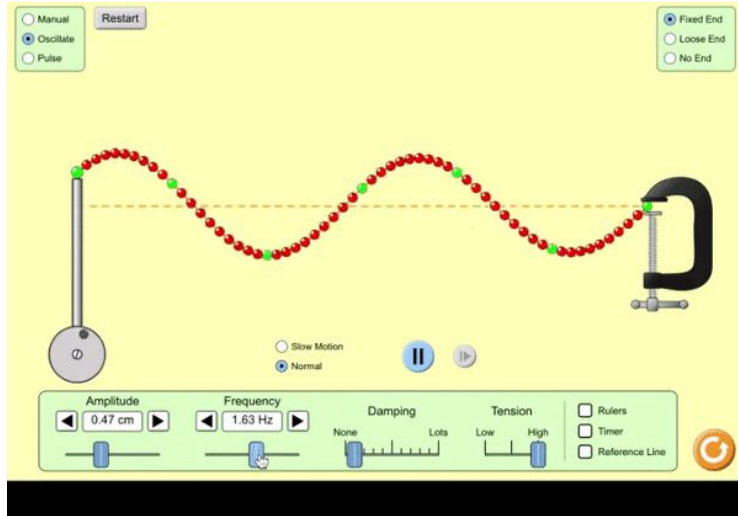 Manual
Oscillate
Pulse
Restart
Fixed End
Loose End
No End
Slow Motion
Normal
Amplitude
0.47 cm
Frequency
1.63 Hz
Damping
None
Lots
Tension
Low
High
Rulers
Timer
Reference Line